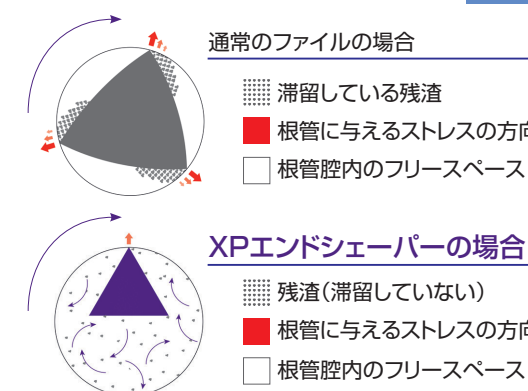 通常のファイルの場合
滞留している残渣
根管に与えるストレスの方向
根管腔内のフリースペース
XPエンドシェーパーの場合
残渣(滞留していない)
根管に与えるストレスの方向
根管腔内のフリースペース